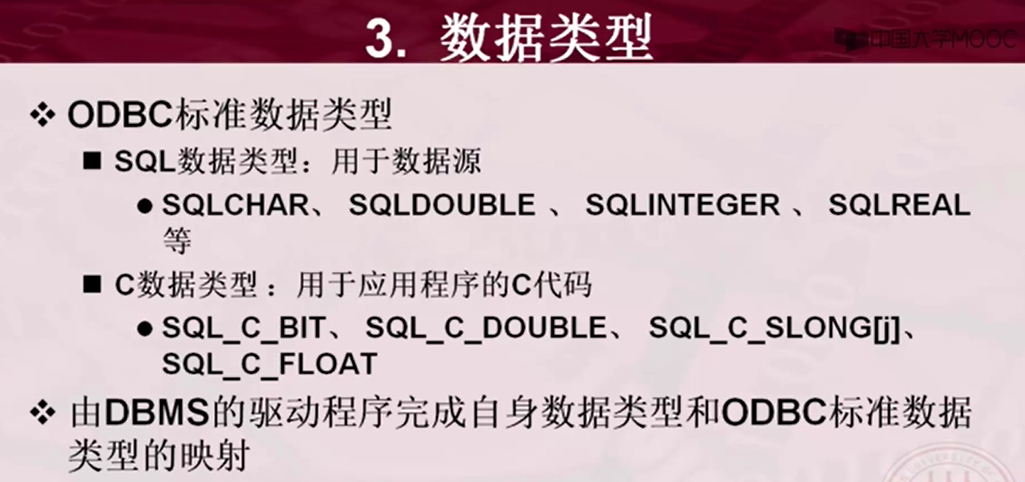 3. 数据类型
中国大学MOOC
ODBC标准数据类型
SQL数据类型：用于数据源
SQLCHAR、 SQLDOUBLE 、 SQLINTEGER 、 SQLREAL
等
C数据类型 ：用于应用程序的C代码
SQL_C_BIT、 SQL_C_DOUBLE、 SQL_C_SLONG[j]、
SQL_C_FLOAT
由DBMS的驱动程序完成自身数据类型和ODBC标准数据
类型的映射